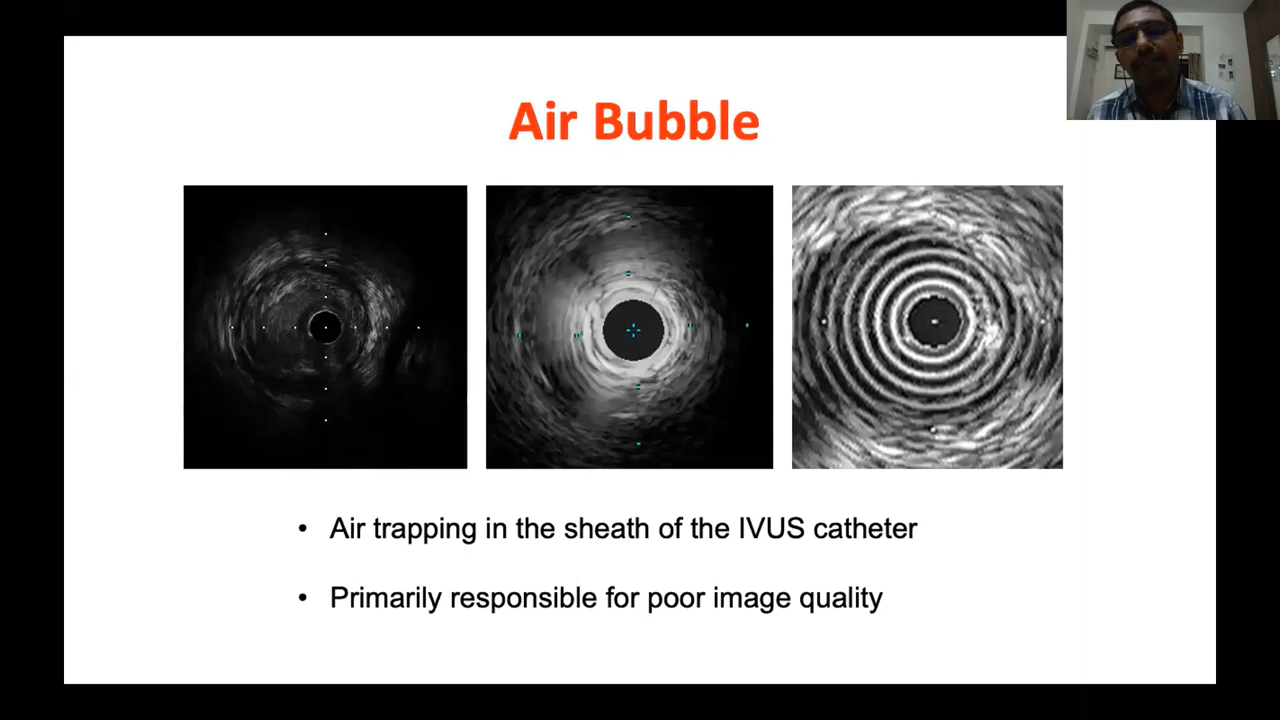 Air Bubble
• Air trapping in the sheath of the IVUS catheter
• Primarily responsible for poor image quality